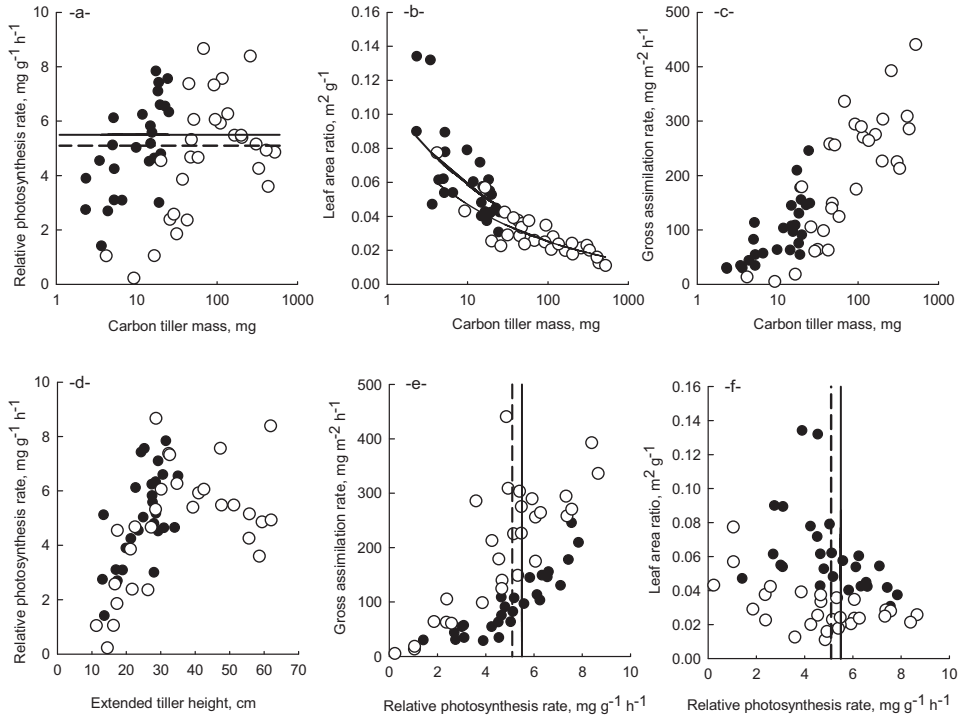 -a-
Relative photosynthesis rate, mg g-1 h-1
10
8
6
4
2
0
1 10 100 1000
Carbon tiller mass, mg
-b-
Leaf area ratio, m2 g-1
0.16
0.14
0.12
0.10
0.08
0.06
0.04
0.02
0.00
1 10 100 1000
Carbon tiller mass, mg
-c-
Gross assimilation rate, mg m-2 h-1
500
400
300
200
100
0
1 10 100 1000
Carbon tiller mass, mg
-d-
Relative photosynthesis rate, mg g-1 h-1
10
8
6
4
2
0
0 10 20 30 40 50 60 70
Extended tiller height, cm
-e-
Gross assimilation rate, mg m-2 h-1
500
400
300
200
100
0
0 2 4 6 8 10
Relative photosynthesis rate, mg g-1 h-1
-f-
Leaf area ratio, m2 g-1
0.16
0.14
0.12
0.10
0.08
0.06
0.04
0.02
0.00
0 2 4 6 8 10
Relative photosynthesis rate, mg g-1 h-1